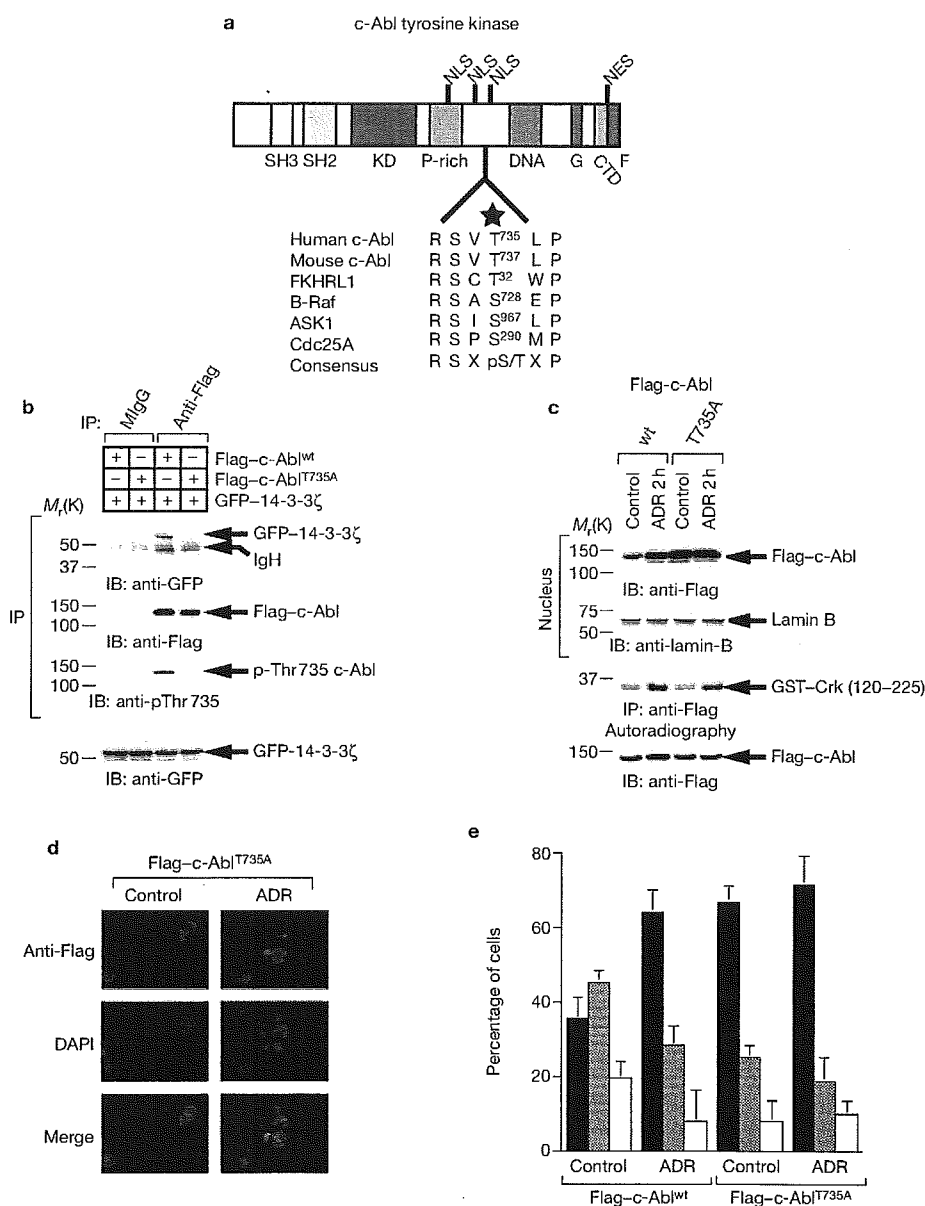 a
c-Abl tyrosine kinase
NLS NLS NLS NES
SH3 SH2 KD P-rich DNA G CTD F
Human c-Abl R S V T735 L P
Mouse c-Abl R S V T737 L P
FKHRL1 R S C T32 W P
B-Raf R S A S728 E P
ASK1 R S I S967 L P
Cdc25A R S P S290 M P
Consensus R S X pS/T X P
b
IP: MIgG Anti-Flag
+ − + − Flag–c-Ablwt
− + − + Flag–c-AblT735A
+ + + + GFP–14-3-3ζ
Mr(K)
GFP–14-3-3ζ
50
IgH
37
IB: anti-GFP
IP
150
Flag–c-Abl
100
IB: anti-Flag
150
p-Thr735 c-Abl
100
IB: anti-pThr735
GFP-14-3-3ζ
50
IB: anti-GFP
c
Flag-c-Abl
wt T735A
Control ADR 2 h Control ADR 2 h
Mr(K)
150
Flag–c-Abl
100
IB: anti-Flag
Nucleus
75
Lamin B
50
IB: anti-lamin-B
37
GST–Crk (120–225)
IP: anti-Flag
Autoradiography
150
Flag–c-Abl
IB: anti-Flag
d
Flag–c-AblT735A
Control ADR
Anti-Flag
DAPI
Merge
e
80
60
40
20
0
Percentage of cells
Control ADR Control ADR
Flag–c-Ablwt Flag–c-AblT735A